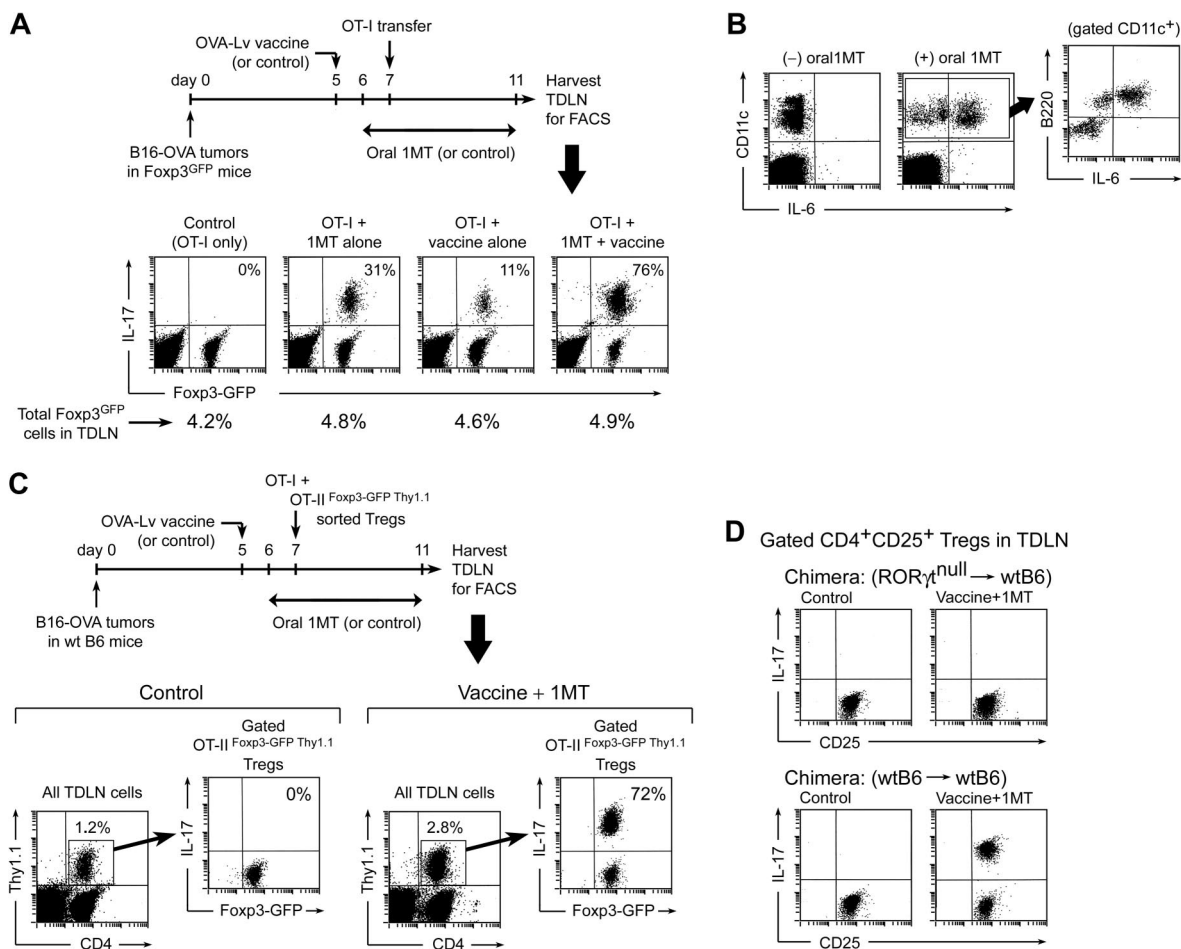 A
OT-I transfer
OVA-Lv vaccine
(or control)
day 0
5
6
7
11
Harvest
TDLN
for FACS
B16-OVA tumors
in Foxp3GFP mice
Oral 1MT (or control)
Control
(OT-I only)
OT-I +
1MT alone
OT-I +
vaccine alone
OT-I +
1MT + vaccine
0%
31%
11%
76%
IL-17
Foxp3-GFP
Total Foxp3GFP
cells in TDLN
4.2%
4.8%
4.6%
4.9%
B
(gated CD11c+)
(−) oral1MT
(+) oral 1MT
CD11c
IL-6
B220
IL-6
C
OT-I +
OT-II Foxp3-GFP Thy1.1
sorted Tregs
OVA-Lv vaccine
(or control)
day 0
5
6
7
11
Harvest
TDLN
for FACS
B16-OVA tumors
in wt B6 mice
Oral 1MT (or control)
Control
Gated
OT-II Foxp3-GFP Thy1.1
Tregs
All TDLN cells
1.2%
0%
Thy1.1
CD4
IL-17
Foxp3-GFP
Vaccine + 1MT
Gated
OT-II Foxp3-GFP Thy1.1
Tregs
All TDLN cells
2.8%
72%
Thy1.1
CD4
IL-17
Foxp3-GFP
D
Gated CD4+CD25+ Tregs in TDLN
Chimera: (RORγtnull → wtB6)
Control
Vaccine+1MT
IL-17
CD25
Chimera: (wtB6 → wtB6)
Control
Vaccine+1MT
IL-17
CD25